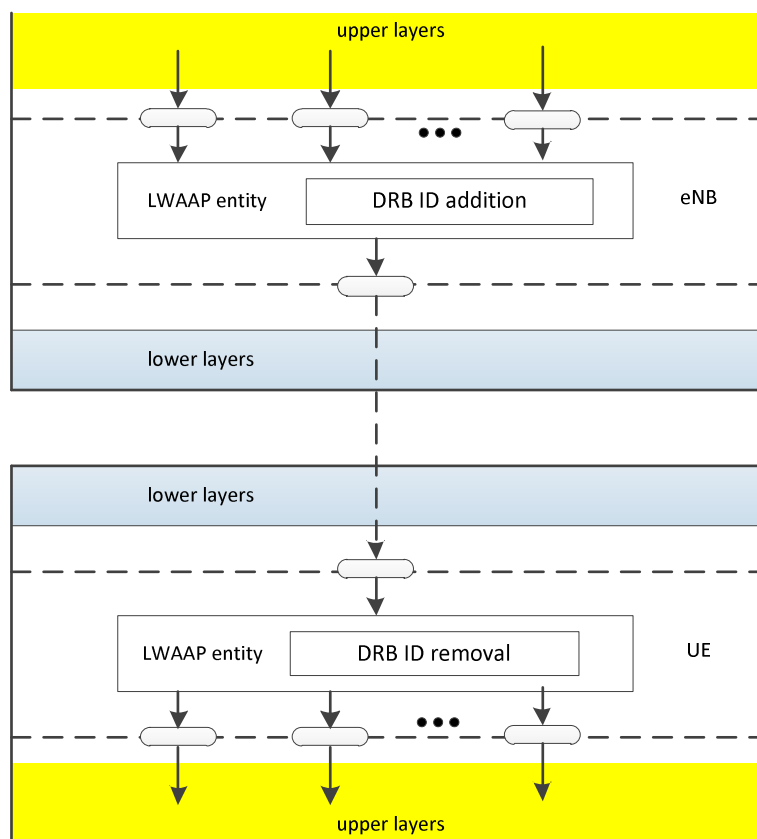 upper layers
LWAAP entity
DRB ID addition
eNB
lower layers
lower layers
LWAAP entity
DRB ID removal
UE
upper layers